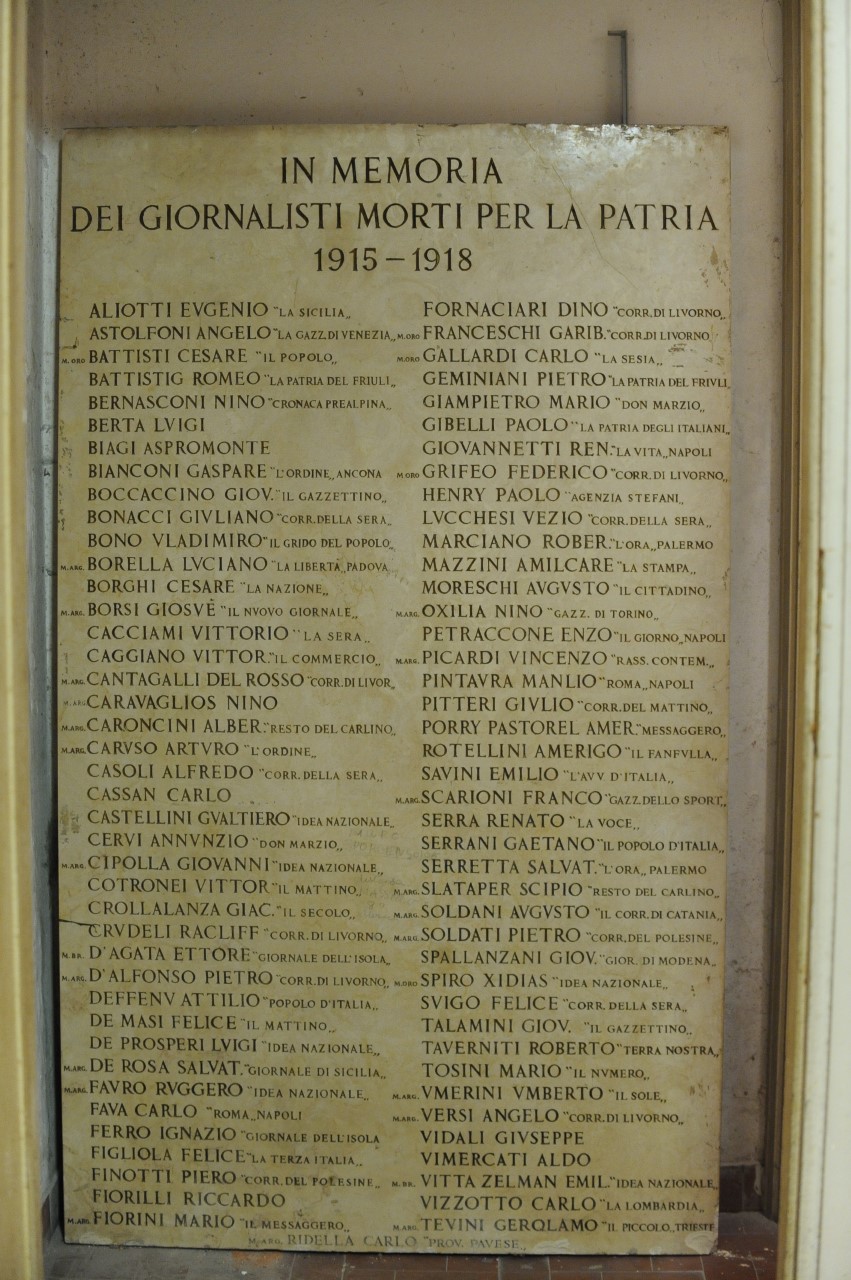 IN MEMORIA
DEI GIORNALISTI MORTI PER LA PATRIA
1915-1918
ALIOTTI EVGENIO "LA SICILIA„
ASTOLFONI ANGELO "LA GAZZ.DI VENEZIA„
M.ORO BATTISTI CESARE "IL POPOLO„
BATTISTIG ROMEO "LA PATRIA DEL FRIULI„
BERNASCONI NINO "CRONACA PREALPINA„
BERTA LVIGI
BIAGI ASPROMONTE
BIANCONI GASPARE "L'ORDINE„ ANCONA
BOCCACCINO GIOV. "IL GAZZETTINO„
BONACCI GIVLIANO "CORR.DELLA SERA„
BONO VLADIMIRO "IL GRIDO DEL POPOLO„
M.ARG. BORELLA LVCIANO "LA LIBERTÀ„ PADOVA
BORGHI CESARE "LA NAZIONE„
M.ARG. BORSI GIOSVÈ "IL NVOVO GIORNALE„
CACCIAMI VITTORIO "LA SERA„
CAGGIANO VITTOR. "IL COMMERCIO„
M.ARG. CANTAGALLI DEL ROSSO "CORR.DI LIVOR„
M.ARG CARAVAGLIOS NINO
M.ARG. CARONCINI ALBER. "RESTO DEL CARLINO„
M.ARG. CARVSO ARTVRO "L'ORDINE„
CASOLI ALFREDO "CORR.DELLA SERA„
CASSAN CARLO
CASTELLINI GVALTIERO "IDEA NAZIONALE„
CERVI ANNVNZIO "DON MARZIO„
M.ARG. CIPOLLA GIOVANNI "IDEA NAZIONALE„
COTRONEI VITTOR "IL MATTINO„
CROLLALANZA GIAC. "IL SECOLO„
CRVDELI RACLIFF "CORR.DI LIVORNO„
M.BR. D'AGATA ETTORE "GIORNALE DELL'ISOLA„
M.ARG. D'ALFONSO PIETRO "CORR.DI LIVORNO„
DEFFENV ATTILIO "POPOLO D'ITALIA„
DE MASI FELICE "IL MATTINO„
DE PROSPERI LVIGI "IDEA NAZIONALE„
M.ARG. DE ROSA SALVAT. "GIORNALE DI SICILIA„
M.ARG. FAVRO RVGGERO "IDEA NAZIONALE„
FAVA CARLO "ROMA„ NAPOLI
FERRO IGNAZIO "GIORNALE DELL'ISOLA
FIGLIOLA FELICE "LA TERZA ITALIA„
FINOTTI PIERO "CORR.DEL POLESINE„
FIORILLI RICCARDO
M.ARG. FIORINI MARIO "IL MESSAGGERO„
FORNACIARI DINO "CORR.DI LIVORNO„
M.ORO FRANCESCHI GARIB. "CORR.DI LIVORNO
M.ORO GALLARDI CARLO "LA SESIA„
GEMINIANI PIETRO "LA PATRIA DEL FRIVLI„
GIAMPIETRO MARIO "DON MARZIO„
GIBELLI PAOLO "LA PATRIA DEGLI ITALIANI„
GIOVANNETTI REN. "LA VITA„ NAPOLI
M.ORO GRIFEO FEDERICO "CORR.DI LIVORNO„
HENRY PAOLO "AGENZIA STEFANI„
LVCCHESI VEZIO "CORR.DELLA SERA„
MARCIANO ROBER. "L'ORA„ PALERMO
MAZZINI AMILCARE "LA STAMPA„
MORESCHI AVGVSTO "IL CITTADINO„
M.ARG. OXILIA NINO "GAZZ. DI TORINO„
PETRACCONE ENZO "IL GIORNO„ NAPOLI
M.ARG. PICARDI VINCENZO "RASS. CONTEM.„
PINTAVRA MANLIO "ROMA„ NAPOLI
PITTERI GIVLIO "CORR.DEL MATTINO„
PORRY PASTOREL AMER. "MESSAGGERO„
ROTELLINI AMERIGO "IL FANFVLLA„
SAVINI EMILIO "L'AVV D'ITALIA„
M.ARG. SCARIONI FRANCO "GAZZ.DELLO SPORT„
SERRA RENATO "LA VOCE„
SERRANI GAETANO "IL POPOLO D'ITALIA„
SERRETTA SALVAT. "L'ORA„ PALERMO
M.ARG. SLATAPER SCIPIO "RESTO DEL CARLINO„
M.ARG. SOLDANI AVGVSTO "IL CORR.DI CATANIA„
M.ARG. SOLDATI PIETRO "CORR.DEL POLESINE„
SPALLANZANI GIOV. "GIOR. DI MODENA„
M.ORO SPIRO XIDIAS "IDEA NAZIONALE„
SVIGO FELICE "CORR. DELLA SERA„
TALAMINI GIOV. "IL GAZZETTINO„
TAVERNITI ROBERTO "TERRA NOSTRA„
TOSINI MARIO "IL NVMERO„
M.ARG. VMERINI VMBERTO "IL SOLE„
M.ARG. VERSI ANGELO "CORR.DI LIVORNO„
VIDALI GIVSEPPE
VIMERCATI ALDO
M.BR. VITTA ZELMAN EMIL. "IDEA NAZIONALE„
VIZZOTTO CARLO "LA LOMBARDIA„
M.ARG. TEVINI GEROLAMO "IL PICCOLO„ TRIESTE
M.ARG. RIDELLA CARLO "PROV. PAVESE„